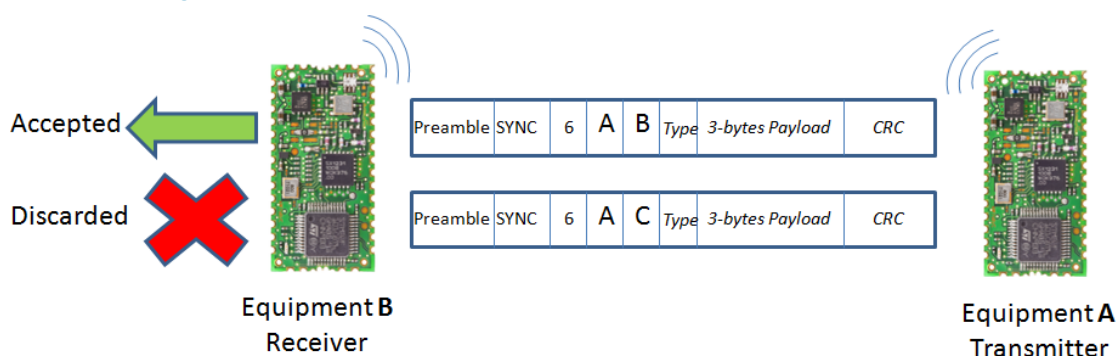 Accepted
Preamble SYNC 6 A B Type 3-bytes Payload CRC
Discarded
Preamble SYNC 6 A C Type 3-bytes Payload CRC
Equipment B
Receiver
Equipment A
Transmitter